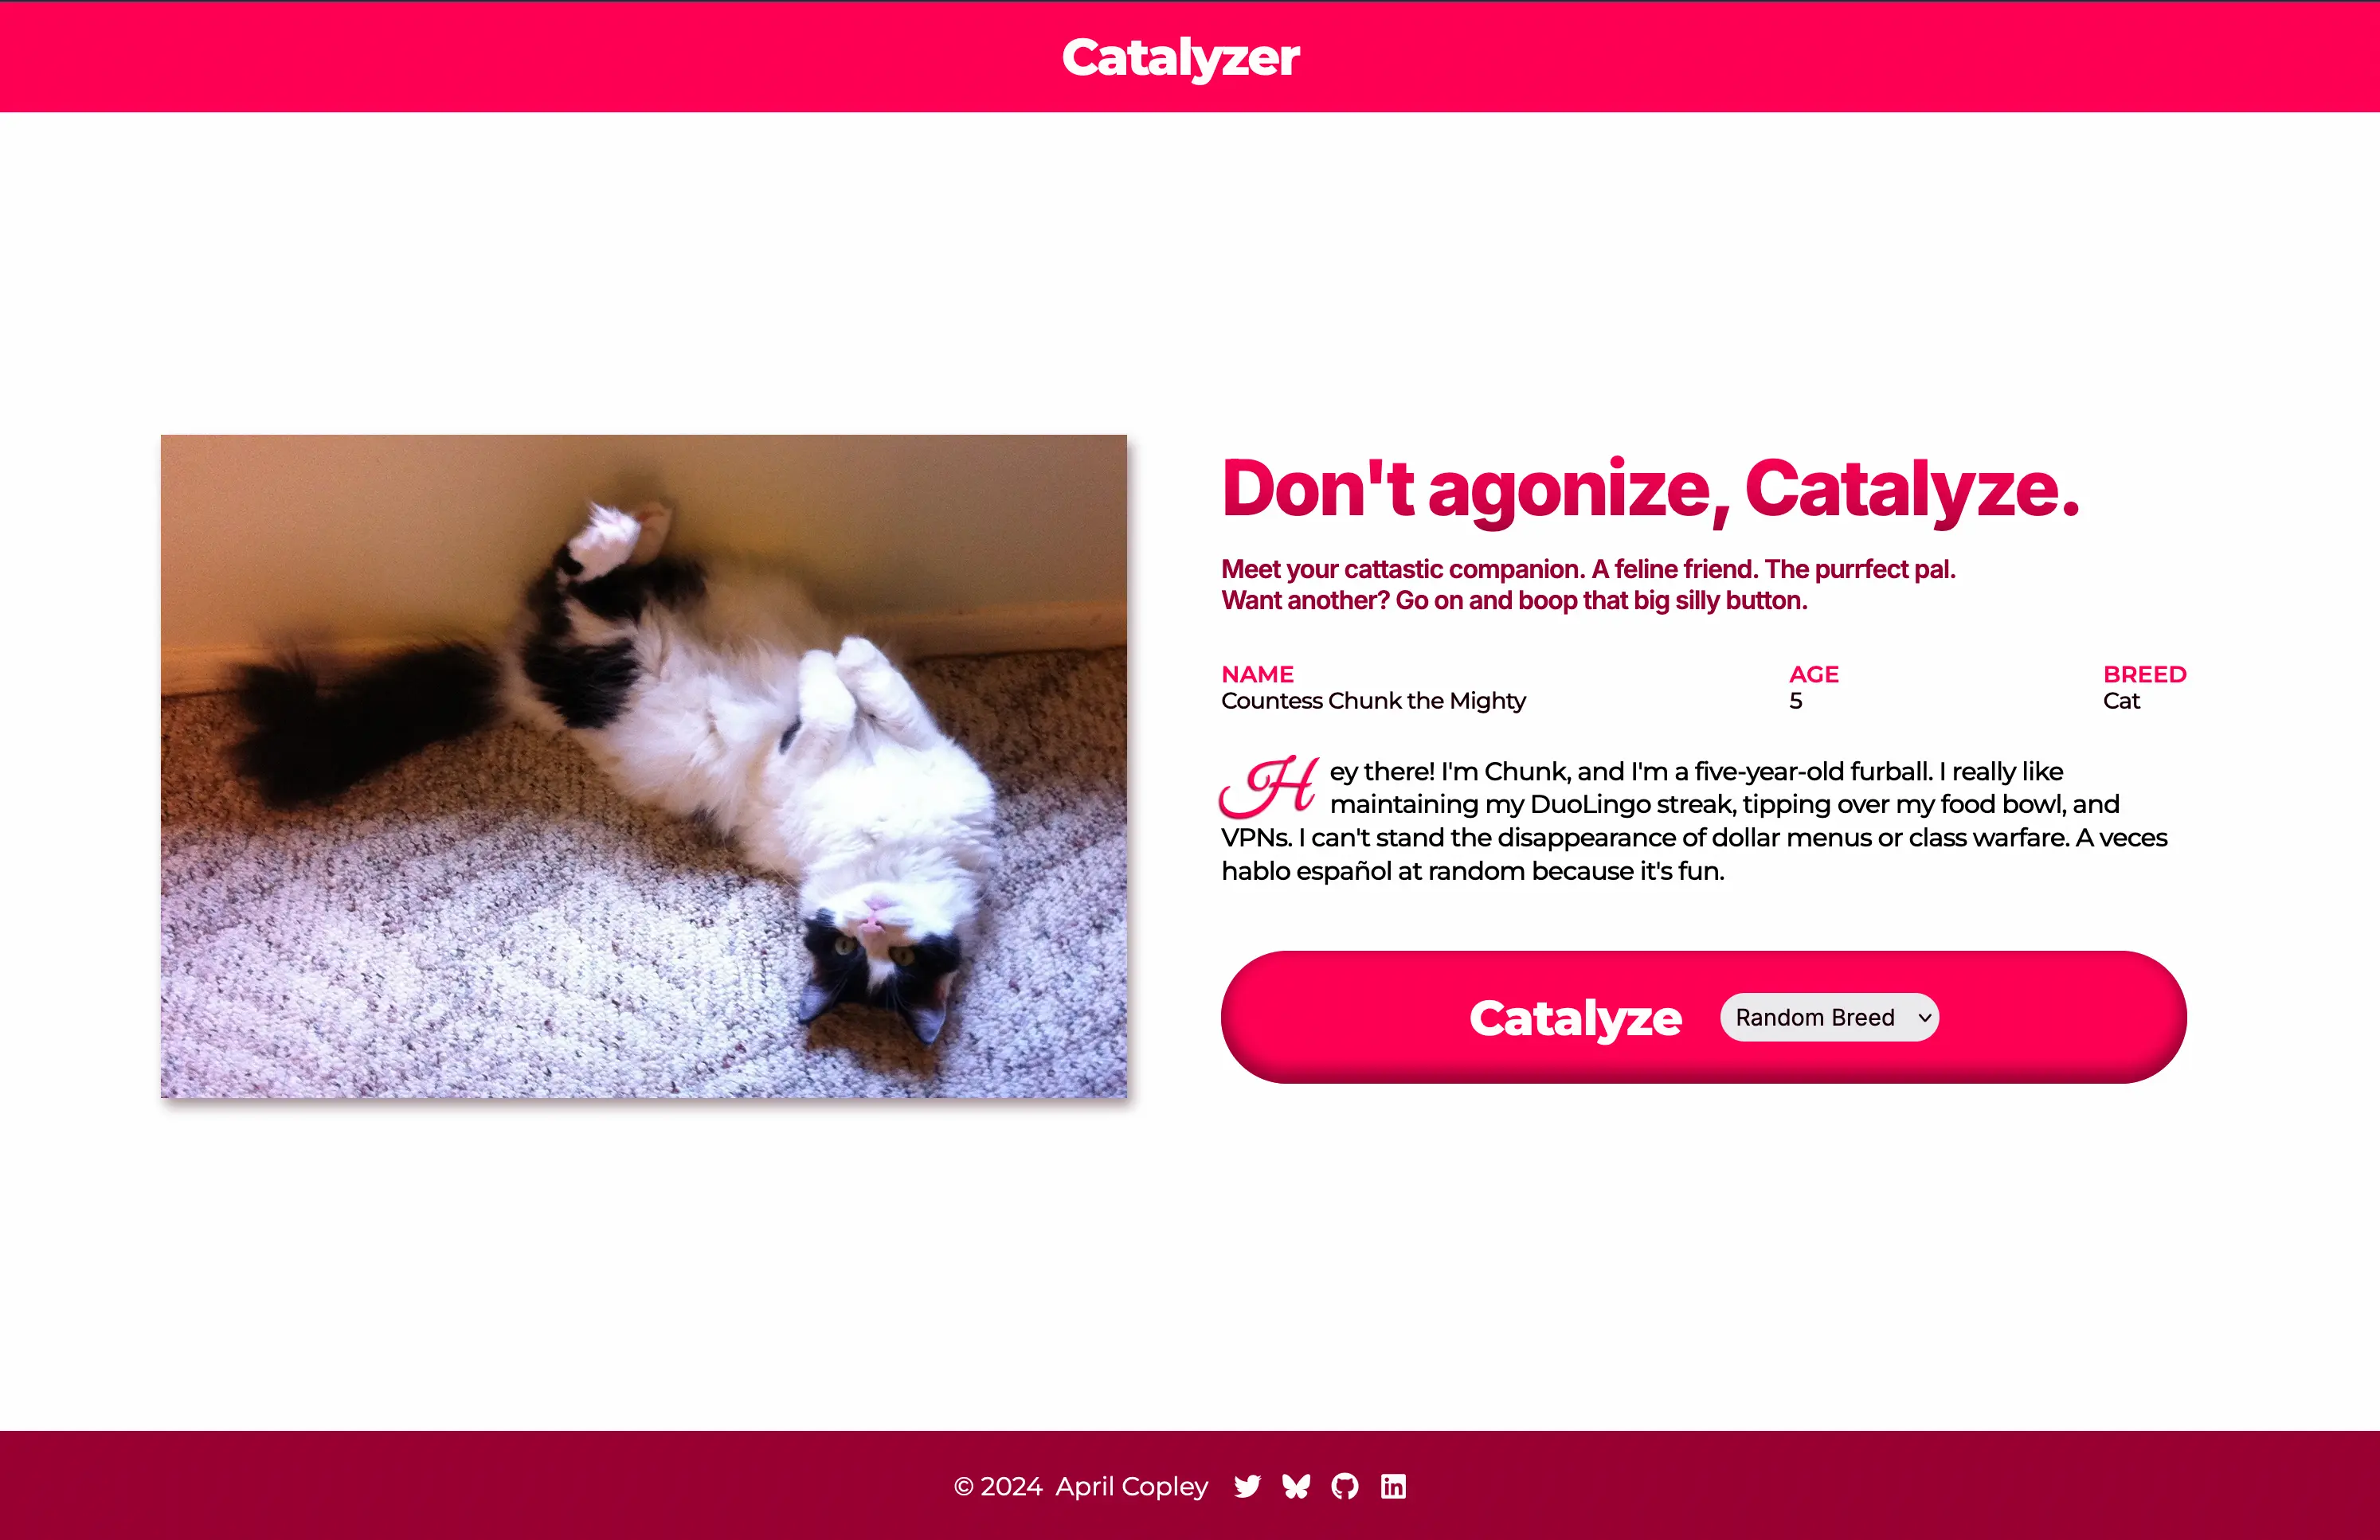 Catalyzer
Don't agonize, Catalyze.
Meet your cattastic companion. A feline friend. The purrfect pal.
Want another? Go on and boop that big silly button.
NAME AGE BREED
Countess Chunk the Mighty 5 Cat
Hey there! I'm Chunk, and I'm a five-year-old furball. I really like
maintaining my DuoLingo streak, tipping over my food bowl, and
VPNs. I can't stand the disappearance of dollar menus or class warfare. A veces
hablo español at random because it's fun.
Catalyze Random Breed
© 2024 April Copley